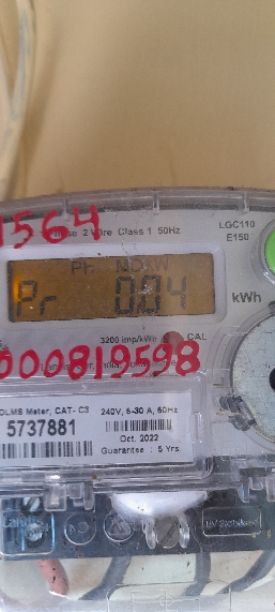 1564
Phase 2 Wire Class 1 50Hz
LGC110
E150
Pr 0.04
kWh
3200 imp/kWh
CAL
000819598
DLMS Meter, CAT- C3
5737881
240V, 5-30 A, 50Hz
Oct. 2022
Guarantee : 5 Yrs